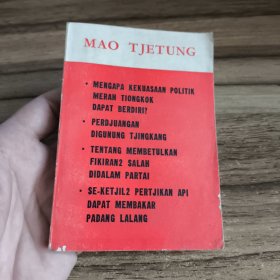 MAO TJETUNG
• MENGAPA KEKUASAAN POLITIK
MERAH TIONGKOK
DAPAT BERDIRI?
• PERDJUANGAN
DIGUNUNG TJINGKANG
• TENTANG MEMBETULKAN
FIKIRAN2 SALAH
DIDALAM PARTAI
• SE-KETJIL2 PERTJIKAN API
DAPAT MEMBAKAR
PADANG LALANG